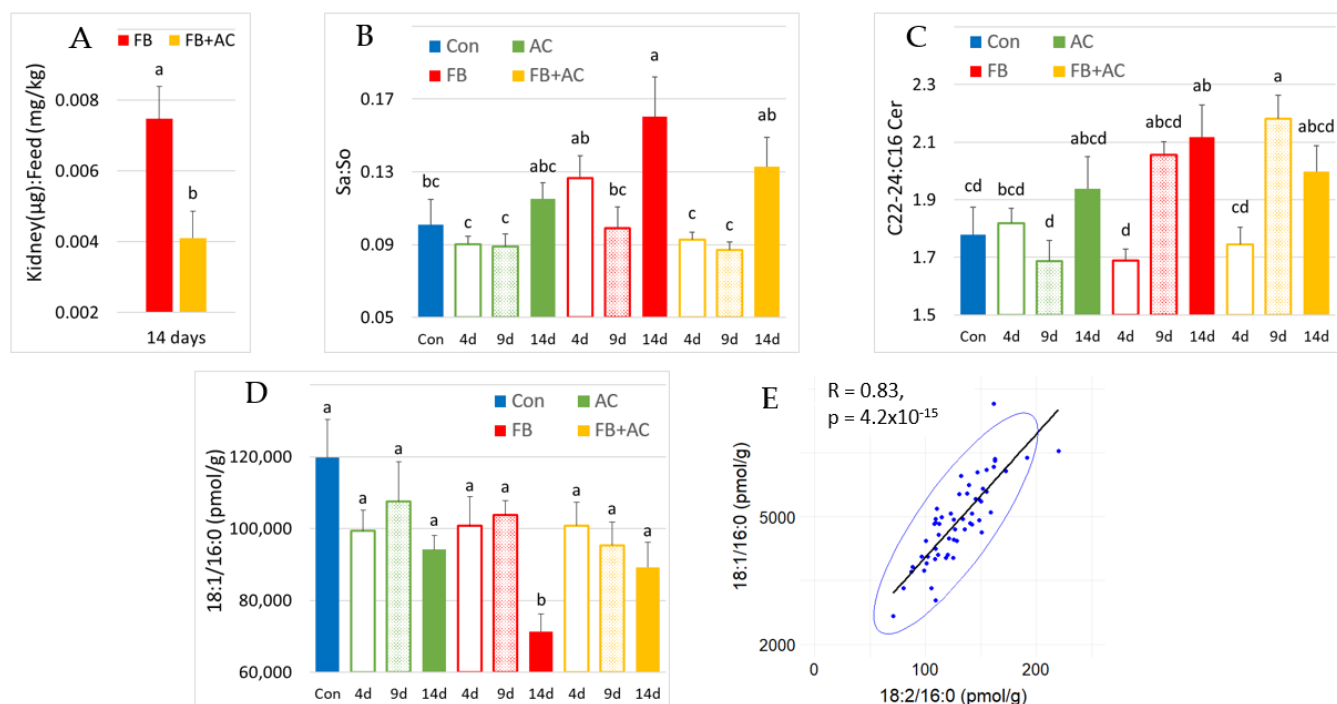 A
FB FB+AC
Kidney(µg):Feed (mg/kg)
a
b
0.008
0.006
0.004
0.002
14 days
B
Con AC
FB FB+AC
Sa:So
0.17
0.13
0.09
0.05
bc c c abc ab bc a c c ab
Con 4d 9d 14d 4d 9d 14d 4d 9d 14d
C
Con AC
FB FB+AC
C22-24:C16 Cer
2.3
2.1
1.9
1.7
1.5
cd bcd d abcd d abcd ab cd a abcd
Con 4d 9d 14d 4d 9d 14d 4d 9d 14d
D
Con AC
FB FB+AC
18:1/16:0 (pmol/g)
120,000
100,000
80,000
60,000
a a a a a a b a a a
Con 4d 9d 14d 4d 9d 14d 4d 9d 14d
E
R = 0.83,
p = 4.2x10⁻¹⁵
18:1/16:0 (pmol/g)
5000
2000
0 100 200
18:2/16:0 (pmol/g)